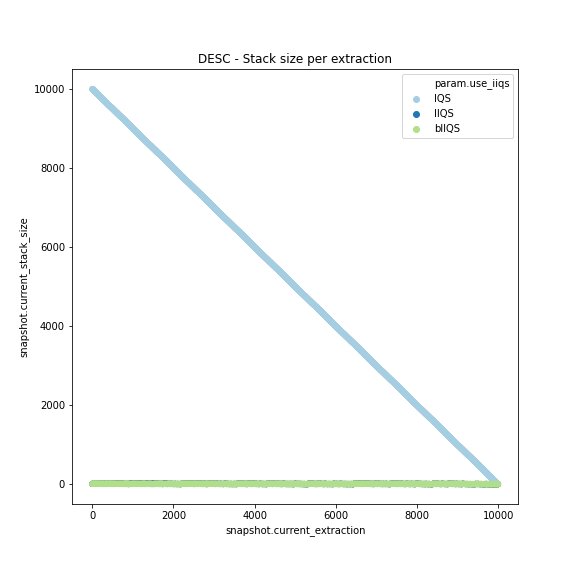 DESC - Stack size per extraction
param.use_iiqs
IQS
IIQS
bIIQS
10000
8000
6000
4000
2000
0
snapshot.current_stack_size
0 2000 4000 6000 8000 10000
snapshot.current_extraction